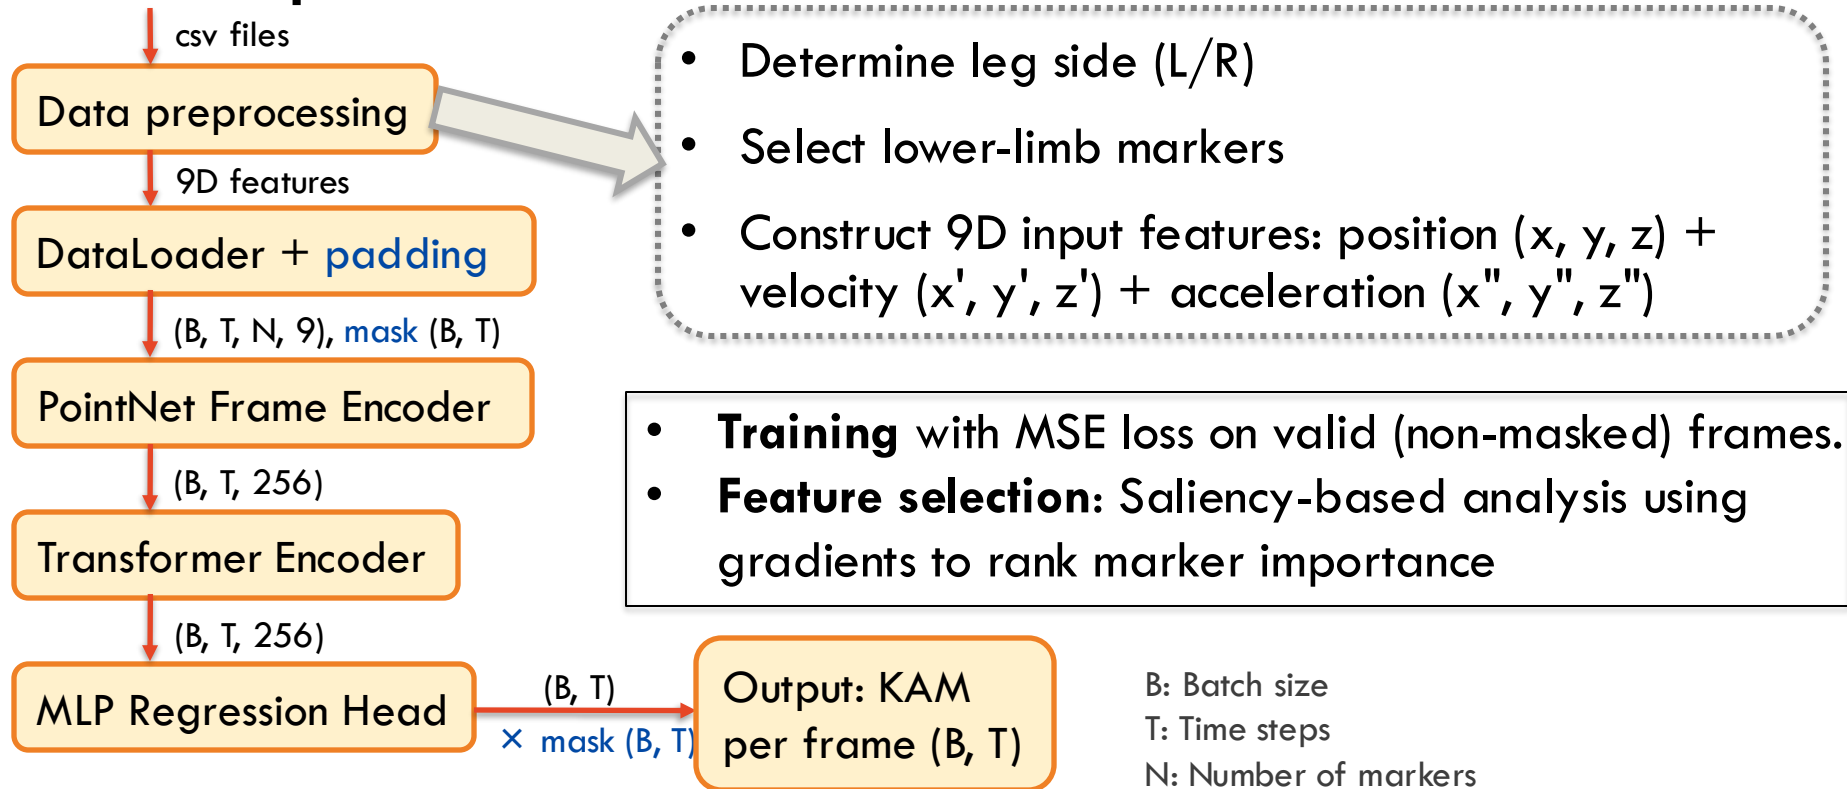 csv files
Data preprocessing
9D features
DataLoader + padding
(B, T, N, 9), mask (B, T)
PointNet Frame Encoder
(B, T, 256)
Transformer Encoder
(B, T, 256)
MLP Regression Head
(B, T)
× mask (B, T)
Output: KAM
per frame (B, T)
• Determine leg side (L/R)
• Select lower-limb markers
• Construct 9D input features: position (x, y, z) +
velocity (x', y', z') + acceleration (x", y", z")
• Training with MSE loss on valid (non-masked) frames.
• Feature selection: Saliency-based analysis using
gradients to rank marker importance
B: Batch size
T: Time steps
N: Number of markers